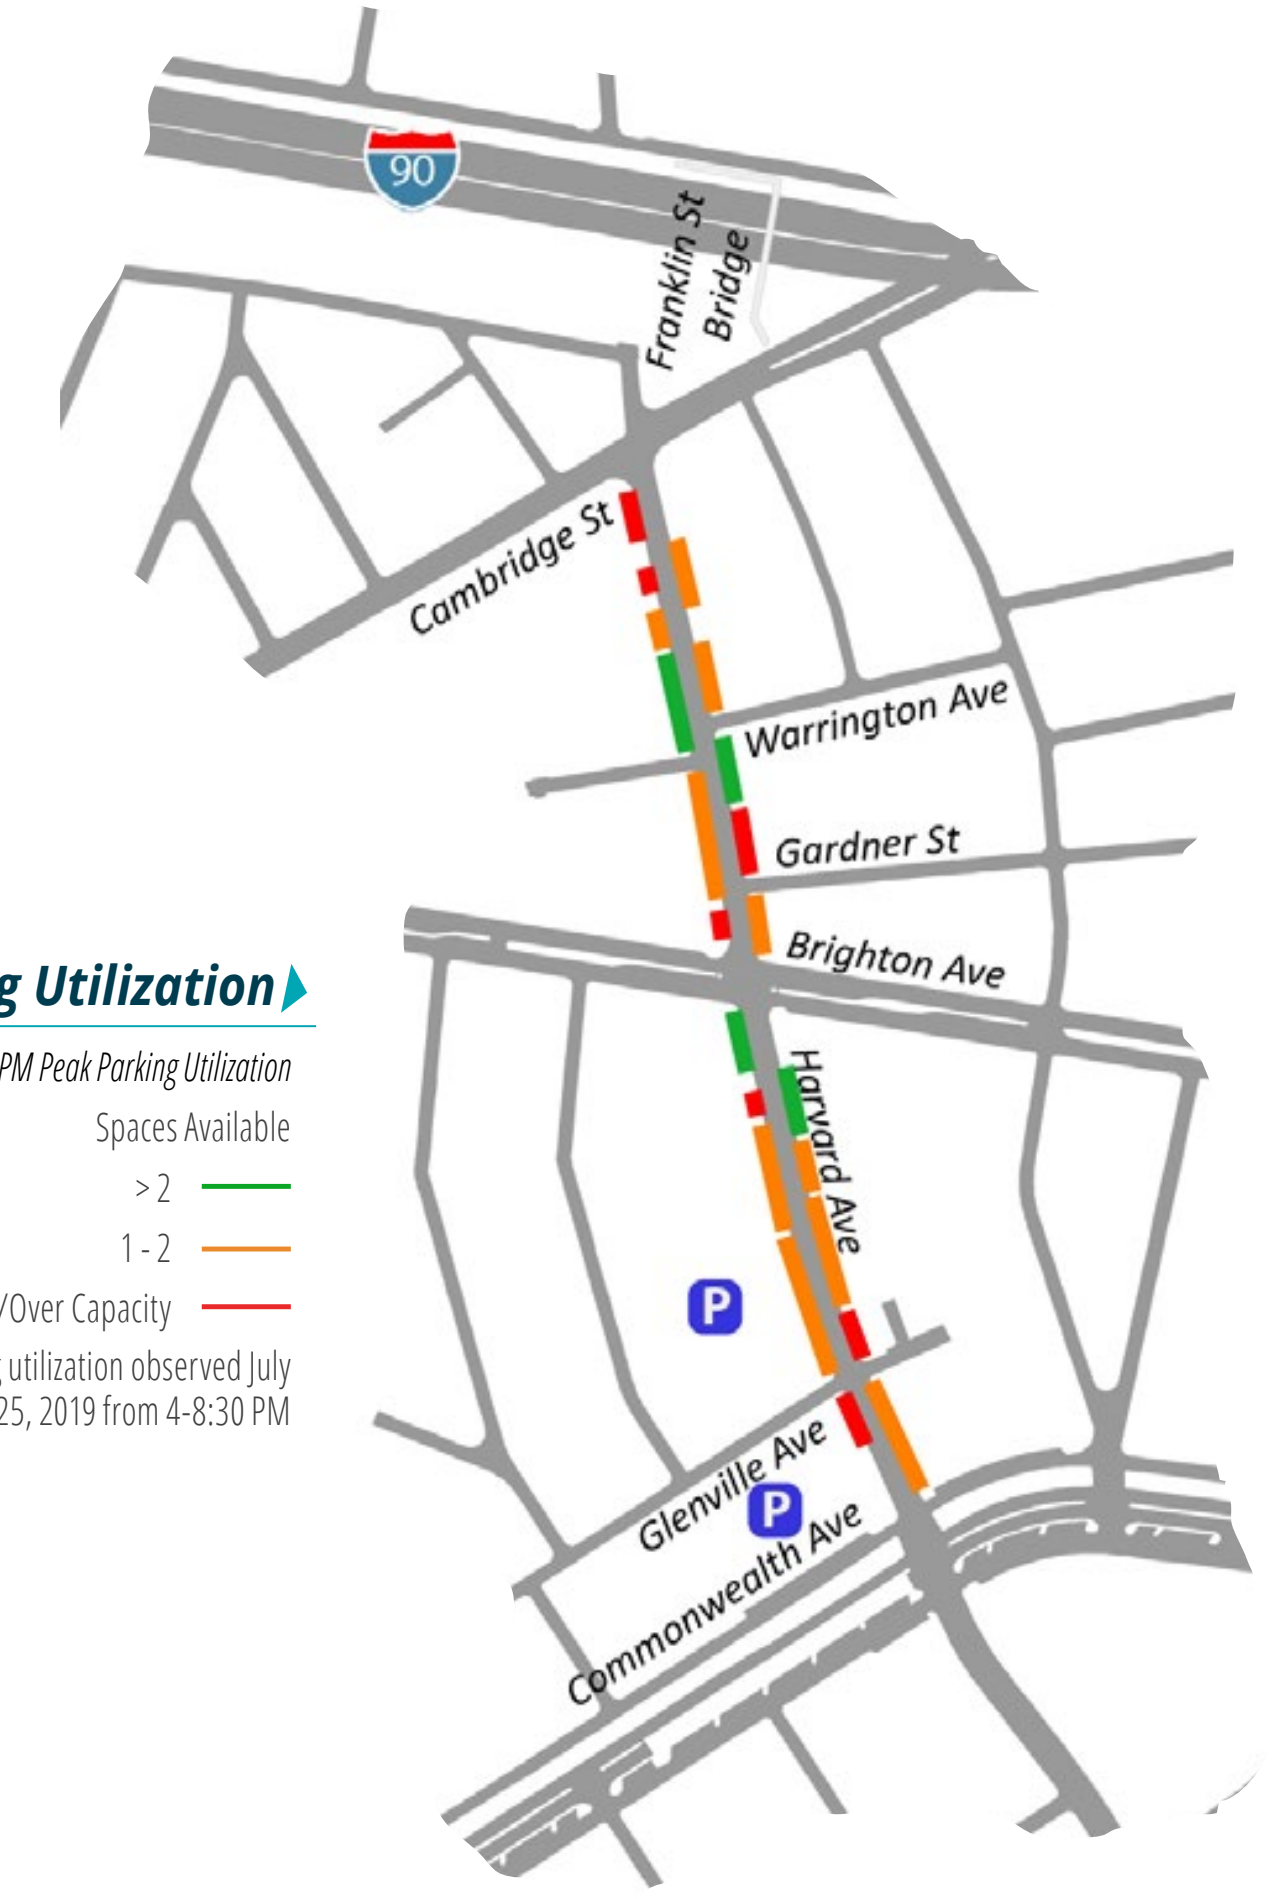 90
Franklin St
Bridge
Cambridge St
Warrington Ave
Gardner St
Brighton Ave
g Utilization
PM Peak Parking Utilization
Spaces Available
> 2
1 - 2
/Over Capacity
g utilization observed July
25, 2019 from 4-8:30 PM
Harvard Ave
P
Glenville Ave
P
Commonwealth Ave